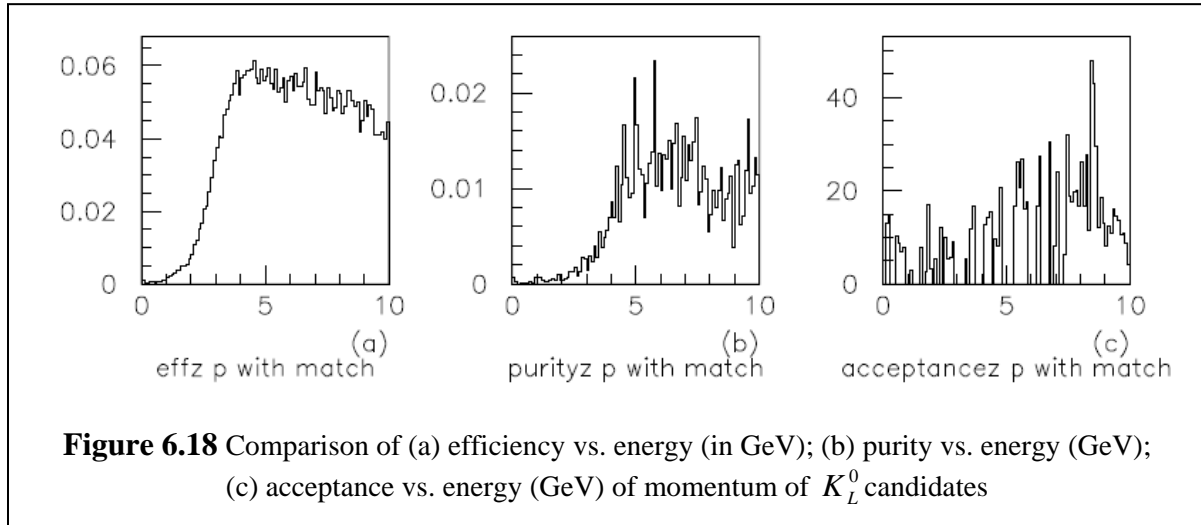 0.06
0.04
0.02
0
0 5 10
(a)
effz p with match
0.02
0.01
0
0 5 10
(b)
purityz p with match
40
20
0
0 5 10
(c)
acceptancez p with match
Figure 6.18 Comparison of (a) efficiency vs. energy (in GeV); (b) purity vs. energy (GeV);
(c) acceptance vs. energy (GeV) of momentum of K_L^0 candidates